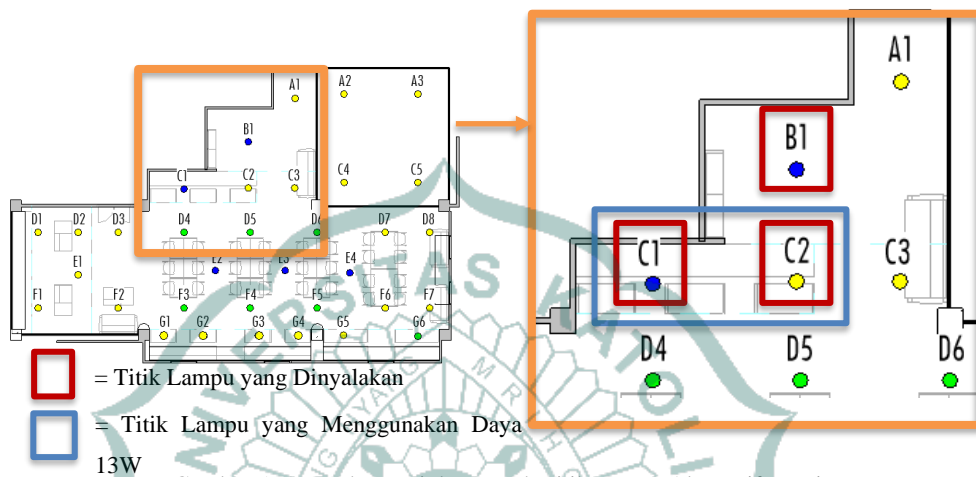 A1 A2 A3
B1
C1 C2 C3 C4 C5
D1 D2 D3 D4 D5 D6 D7 D8
E1 E2 E3 E4
F1 F2 F3 F4 F5 F6 F7
G1 G2 G3 G4 G5 G6
A1
B1
C1 C2 C3
D4 D5 D6
= Titik Lampu yang Dinyalakan
= Titik Lampu yang Menggunakan Daya
13W